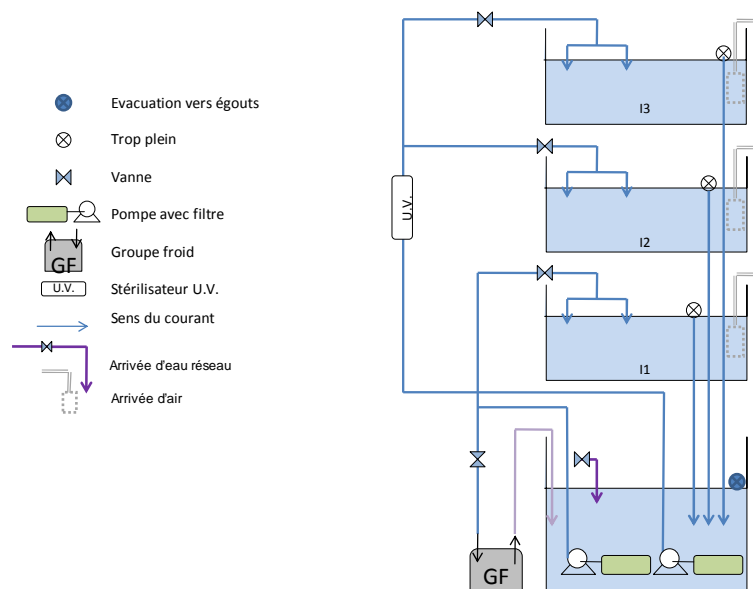 Evacuation vers égouts
Trop plein
Vanne
Pompe avec filtre
GF
Groupe froid
U.V.
Stérilisateur U.V.
Sens du courant
Arrivée d'eau réseau
Arrivée d'air
I3
U.V.
I2
I1
GF